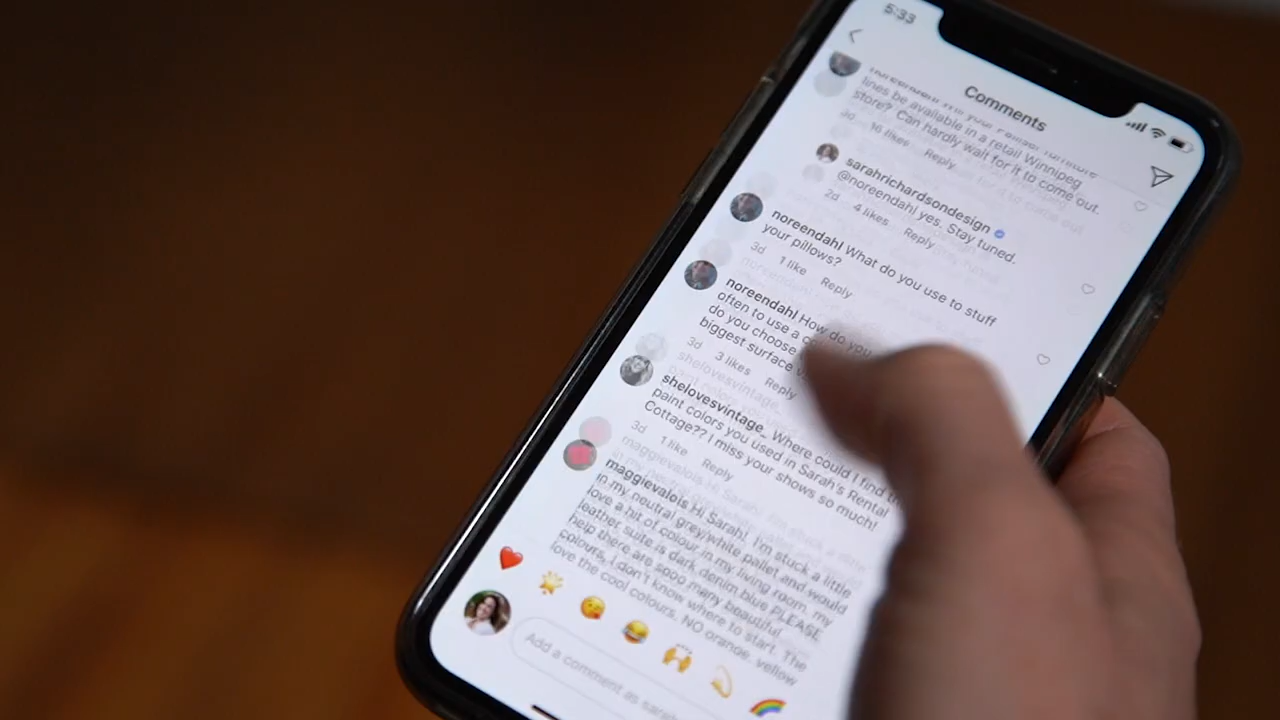 5:33
Comments
lines be available in a retail Winnipeg
store? Can hardly wait for it to come out.
3d 16 likes Reply
sarahrichardsondesign
@noreendahl yes. Stay tuned.
2d 4 likes Reply
noreendahl What do you use to stuff
your pillows?
3d 1 like Reply
noreendahl How do you
often to use a
do you choose
biggest surface
3d 3 likes Reply
shelovesvintage_ Where could I find
paint colors you used in Sarah's Rental
Cottage?? I miss your shows so much!
3d 1 like Reply
maggievalois Hi Sarah! I'm stuck a little
in my neutral grey/white pallet and would
love a hit of colour in my living room. my
leather suite is dark denim blue PLEASE
help there are sooo many beautiful
colours, I don't know where to start. The
love the cool colours, NO orange, yellow
Add a comment as